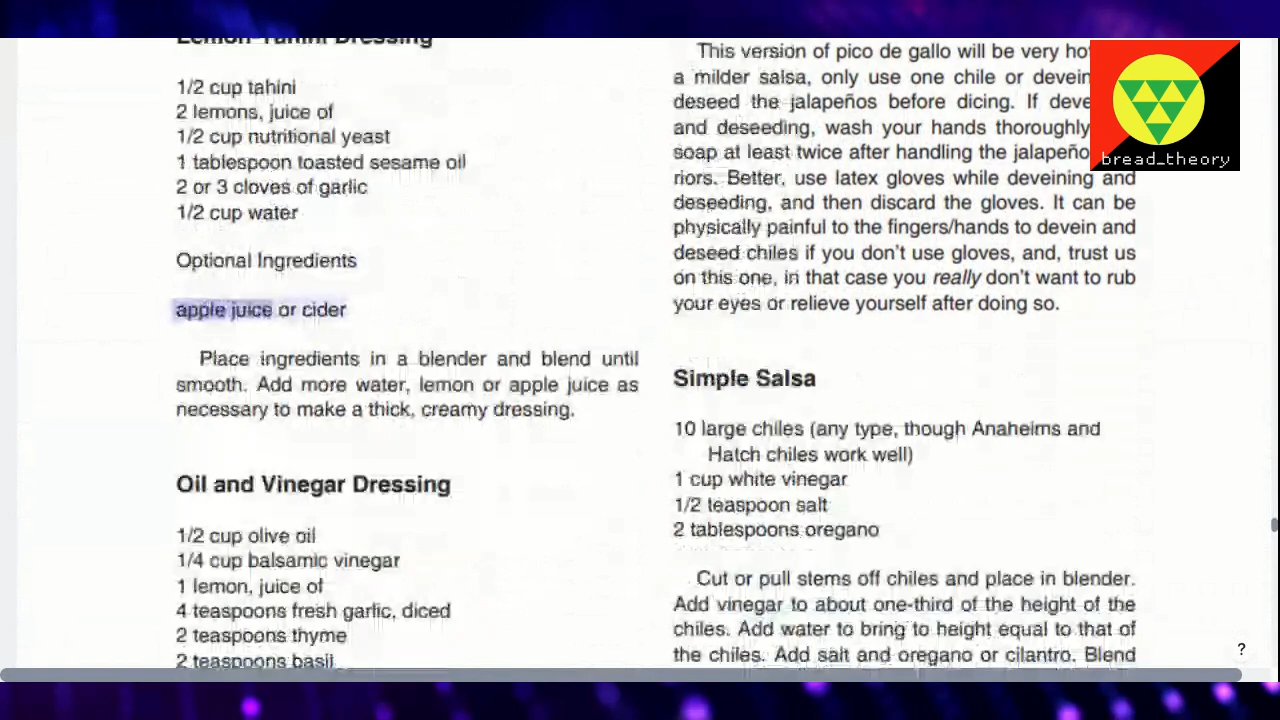 Lemon Tahini Dressing
1/2 cup tahini
2 lemons, juice of
1/2 cup nutritional yeast
1 tablespoon toasted sesame oil
2 or 3 cloves of garlic
1/2 cup water
Optional Ingredients
apple juice or cider
Place ingredients in a blender and blend until
smooth. Add more water, lemon or apple juice as
necessary to make a thick, creamy dressing.
Oil and Vinegar Dressing
1/2 cup olive oil
1/4 cup balsamic vinegar
1 lemon, juice of
4 teaspoons fresh garlic, diced
2 teaspoons thyme
2 teaspoons basil
This version of pico de gallo will be very
a milder salsa, only use one chile or
deseed the jalapeños before dicing. If
and deseeding, wash your hands thoroughly
soap at least twice after handling the
riors. Better, use latex gloves while deveining and
deseeding, and then discard the gloves. It can be
physically painful to the fingers/hands to devein and
deseed chiles if you don't use gloves, and, trust us
on this one, in that case you really don't want to rub
your eyes or relieve yourself after doing so.
Simple Salsa
10 large chiles (any type, though Anaheims and
Hatch chiles work well)
1 cup white vinegar
1/2 teaspoon salt
2 tablespoons oregano
Cut or pull stems off chiles and place in blender.
Add vinegar to about one-third of the height of the
chiles. Add water to bring to height equal to that of
the chiles. Add salt and oregano or cilantro. Blend
bread_theory
?